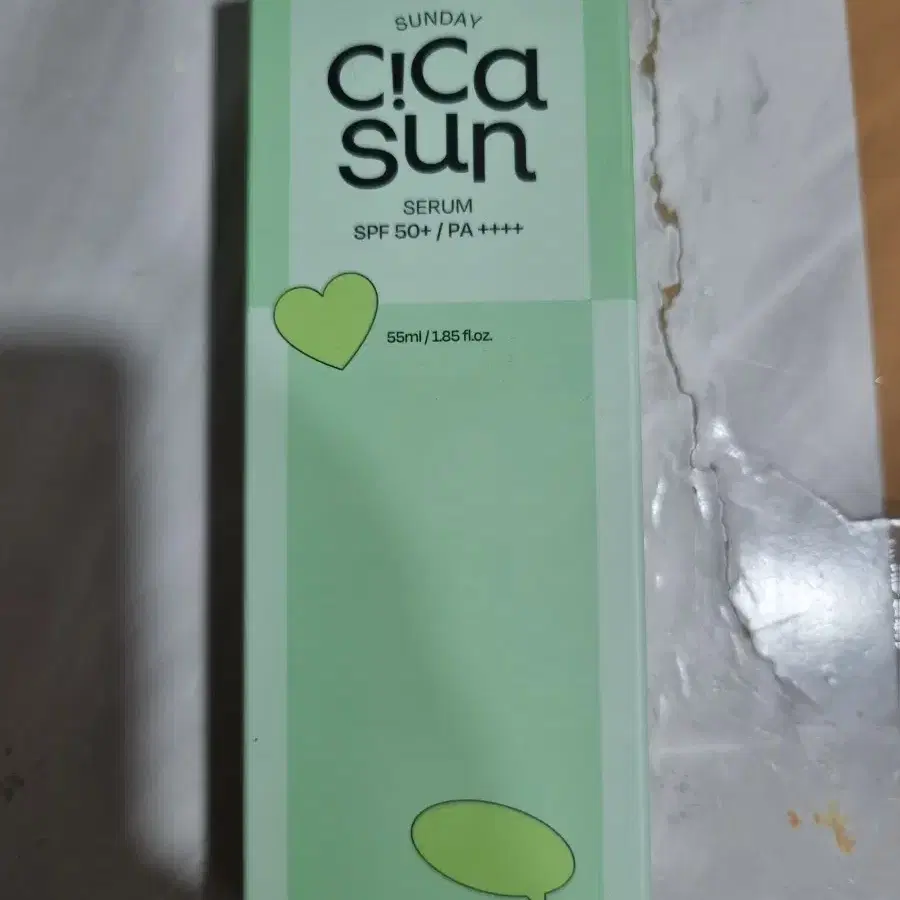 SUNDAY
c!ca
sun
SERUM
SPF 50+ / PA ++++
55ml / 1.85 fl.oz.